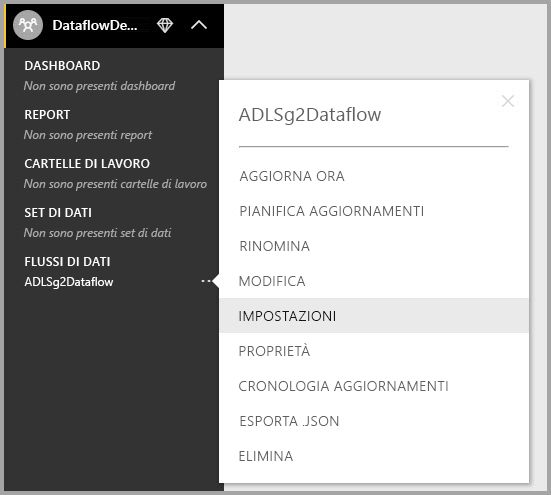 DataflowDe...
DASHBOARD
Non sono presenti dashboard
REPORT
Non sono presenti report
CARTELLE DI LAVORO
Non sono presenti cartelle di lavoro
SET DI DATI
Non sono presenti set di dati
FLUSSI DI DATI
ADLSg2Dataflow
ADLSg2Dataflow
AGGIORNA ORA
PIANIFICA AGGIORNAMENTI
RINOMINA
MODIFICA
IMPOSTAZIONI
PROPRIETÀ
CRONOLOGIA AGGIORNAMENTI
ESPORTA .JSON
ELIMINA